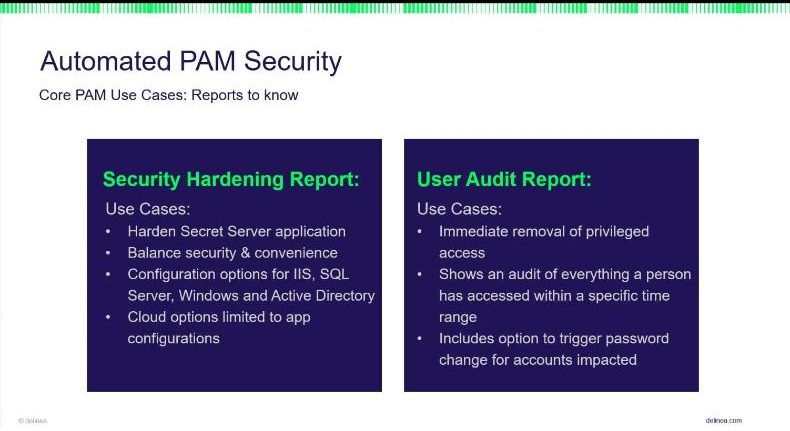 Automated PAM Security
Core PAM Use Cases: Reports to know
Security Hardening Report:
Use Cases:
• Harden Secret Server application
• Balance security & convenience
• Configuration options for IIS, SQL
Server, Windows and Active Directory
• Cloud options limited to app
configurations
User Audit Report:
Use Cases:
• Immediate removal of privileged
access
• Shows an audit of everything a person
has accessed within a specific time
range
• Includes option to trigger password
change for accounts impacted
© delinea
delinea.com